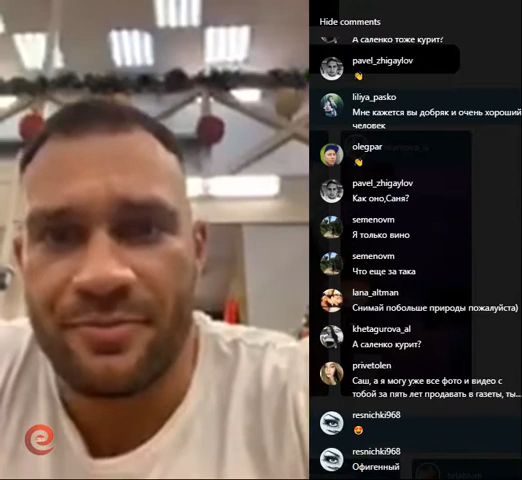 Hide comments
А саленко тоже курит?
pavel_zhigaylov
👋
liliya_pasko
Мне кажется вы добряк и очень хороший
человек
olegpar
👋
pavel_zhigaylov
Как оно,Саня?
semenovm
Я только вино
semenovm
Что еще за така
lana_altman
Снимай побольше природы пожалуйста)
khetagurova_al
А саленко курит?
privetolen
Саш, а я могу уже все фото и видео с
тобой за пять лет продавать в газеты, ты...
resnichki968
😍
resnichki968
Офигенный